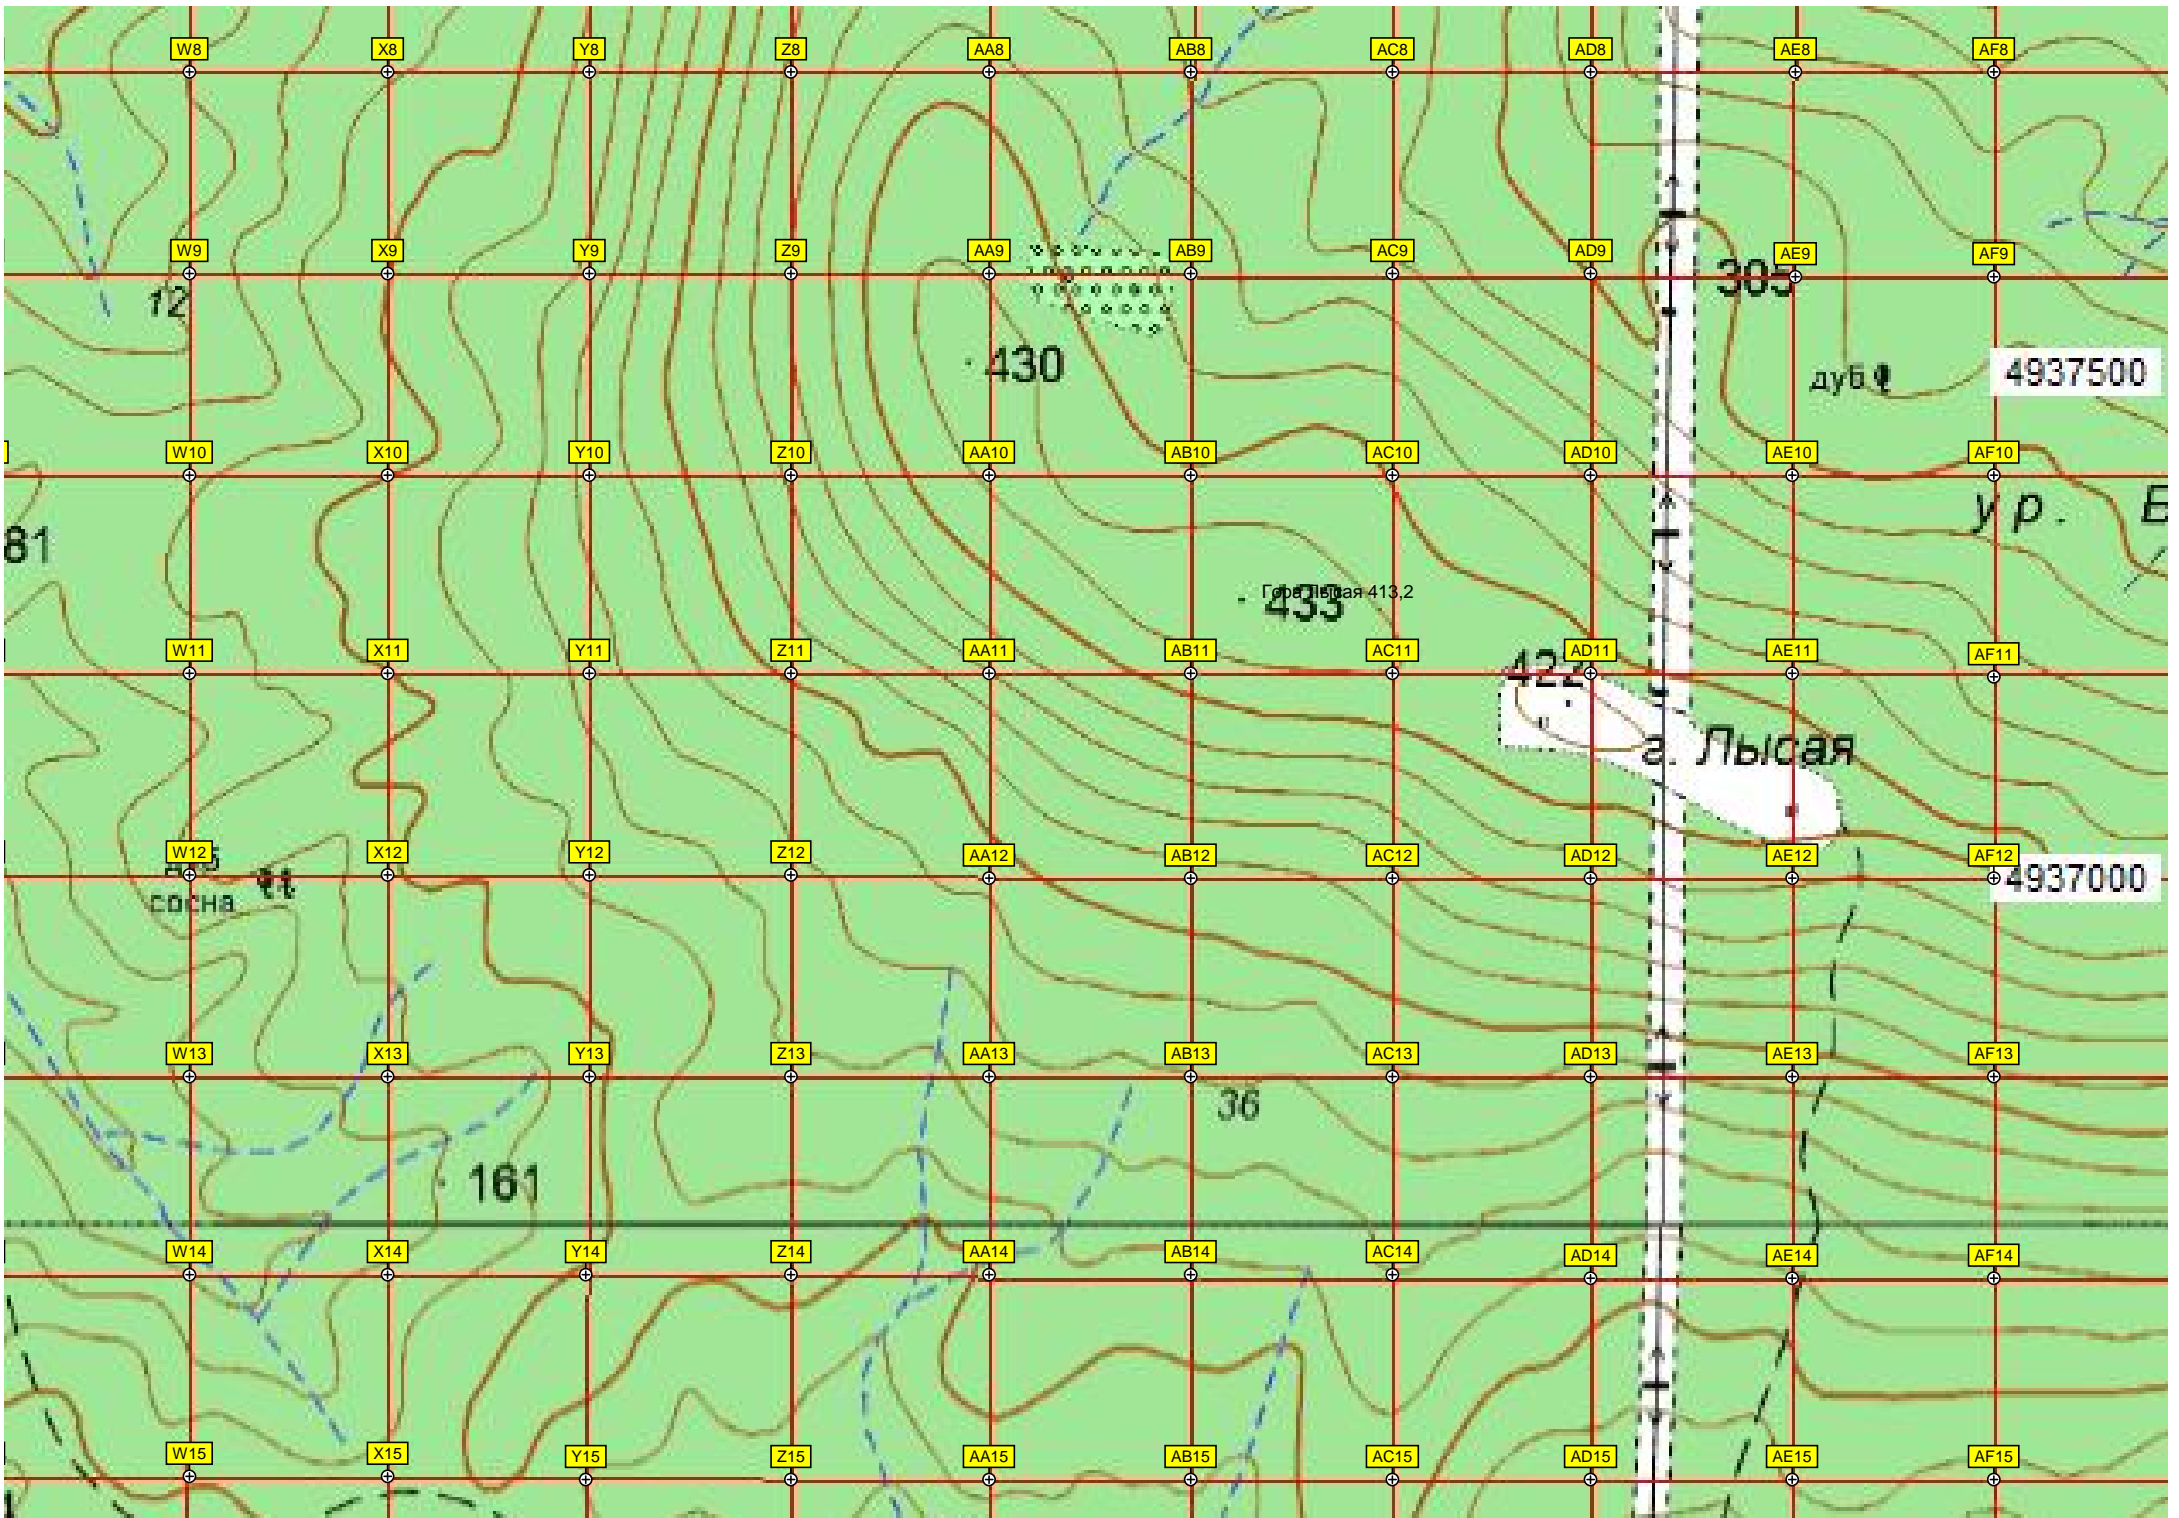 W8 X8 Y8 Z8 AA8 AB8 AC8 AD8 AE8 AF8
W9 X9 Y9 Z9 AA9 AB9 AC9 AD9 AE9 AF9
12 305
430 дуб 4937500
W10 X10 Y10 Z10 AA10 AB10 AC10 AD10 AE10 AF10
ур. Б
81
Гора Лысая 413,2
433
W11 X11 Y11 Z11 AA11 AB11 AC11 AD11 AE11 AF11
422
г. Лысая
W12 X12 Y12 Z12 AA12 AB12 AC12 AD12 AE12 AF12
4937000
сосна
W13 X13 Y13 Z13 AA13 AB13 AC13 AD13 AE13 AF13
36
161
W14 X14 Y14 Z14 AA14 AB14 AC14 AD14 AE14 AF14
W15 X15 Y15 Z15 AA15 AB15 AC15 AD15 AE15 AF15